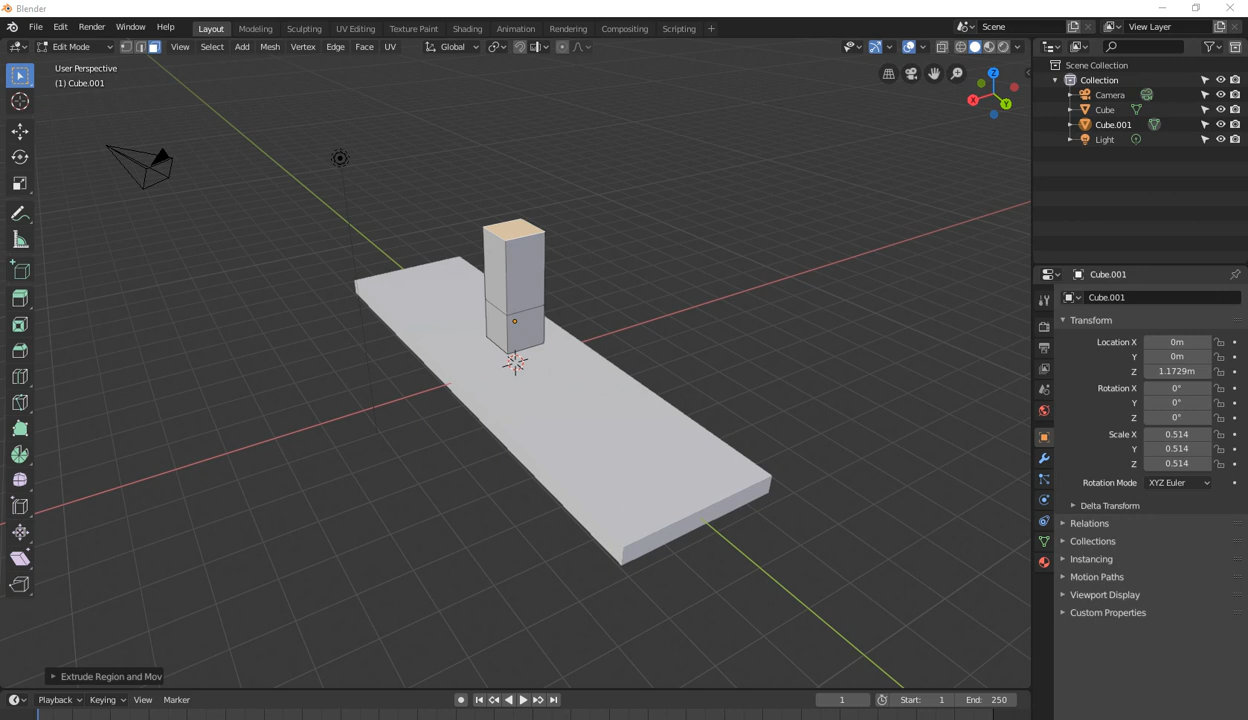 Blender
File Edit Render Window Help Layout Modeling Sculpting UV Editing Texture Paint Shading Animation Rendering Compositing Scripting + Scene View Layer
Edit Mode View Select Add Mesh Vertex Edge Face UV Global
User Perspective
(1) Cube.001
X Y Z
Scene Collection
Collection
Camera
Cube
Cube.001
Light
Cube.001
Cube.001
Transform
Location X 0m
Y 0m
Z 1.1729m
Rotation X 0°
Y 0°
Z 0°
Scale X 0.514
Y 0.514
Z 0.514
Rotation Mode XYZ Euler
Delta Transform
Relations
Collections
Instancing
Motion Paths
Viewport Display
Custom Properties
Extrude Region and Mov
Playback Keying View Marker 1 Start: 1 End: 250